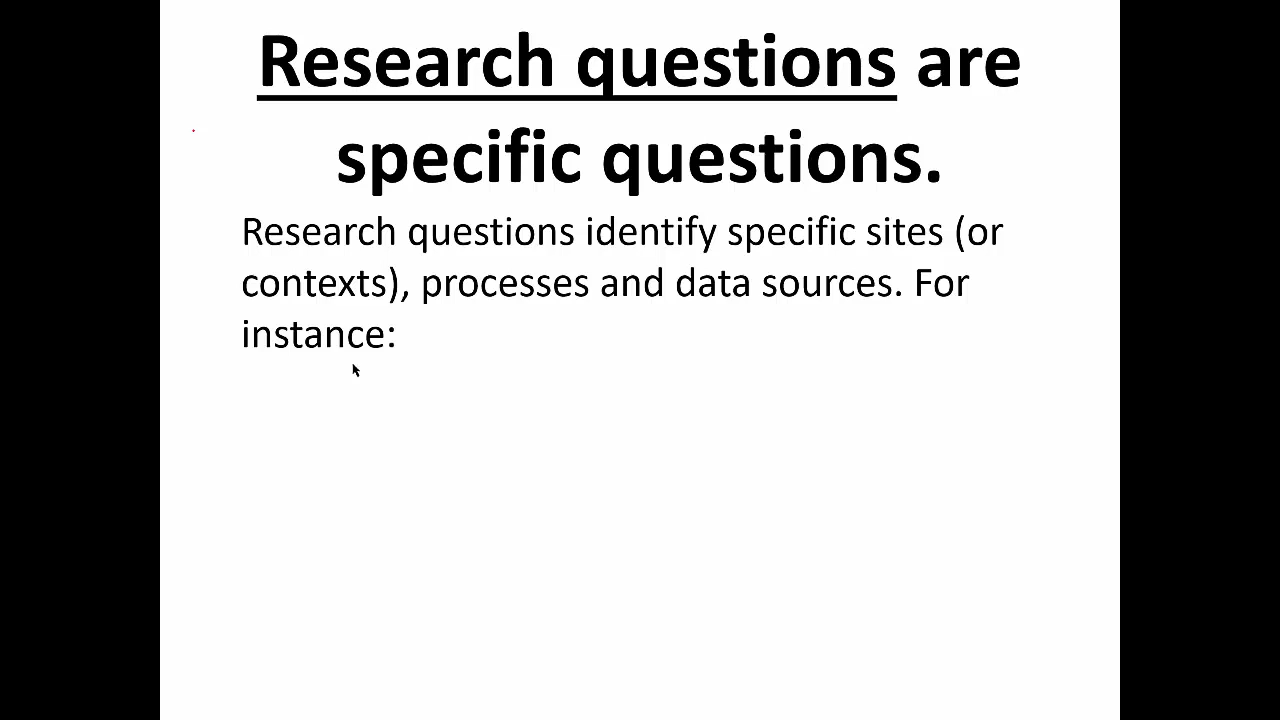 Research questions are
specific questions.
Research questions identify specific sites (or
contexts), processes and data sources. For
instance: